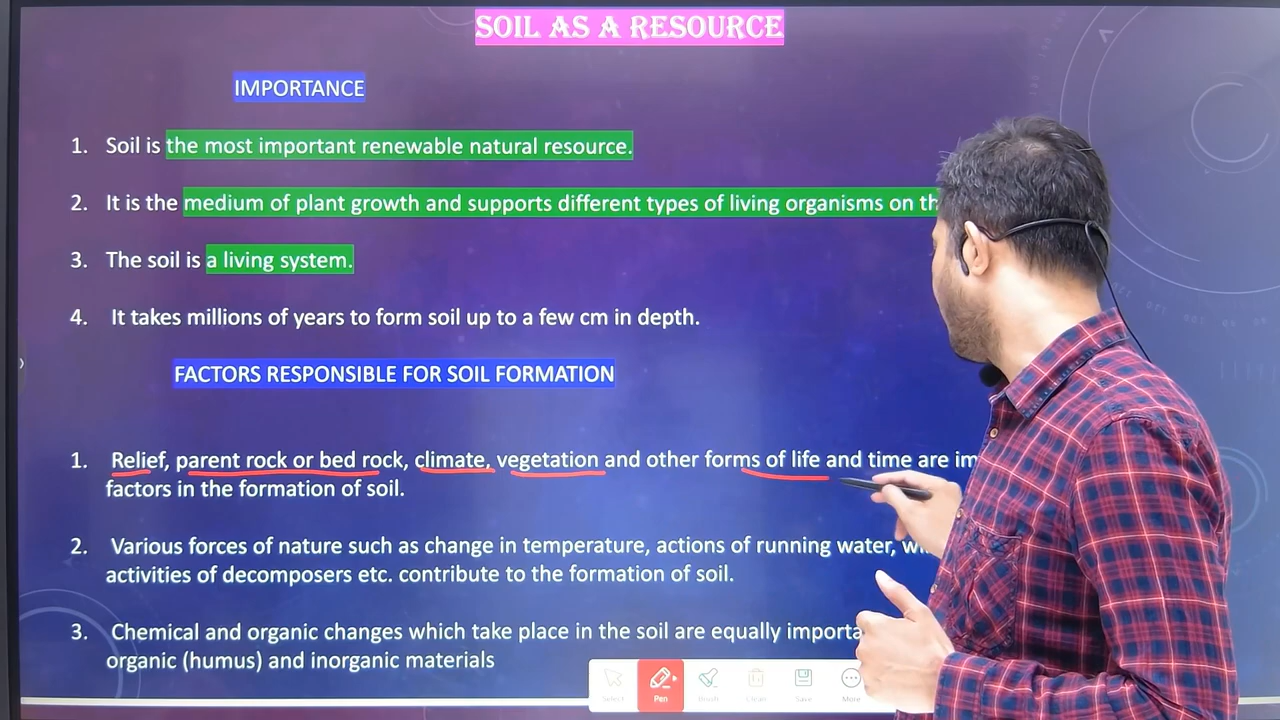 SOIL AS A RESOURCE
IMPORTANCE
1. Soil is the most important renewable natural resource.
2. It is the medium of plant growth and supports different types of living organisms on
3. The soil is a living system.
4. It takes millions of years to form soil up to a few cm in depth.
FACTORS RESPONSIBLE FOR SOIL FORMATION
1. Relief, parent rock or bed rock, climate, vegetation and other forms of life and time are
factors in the formation of soil.
2. Various forces of nature such as change in temperature, actions of running water,
activities of decomposers etc. contribute to the formation of soil.
3. Chemical and organic changes which take place in the soil are equally
organic (humus) and inorganic materials
Select Pen Brush Clean Save More